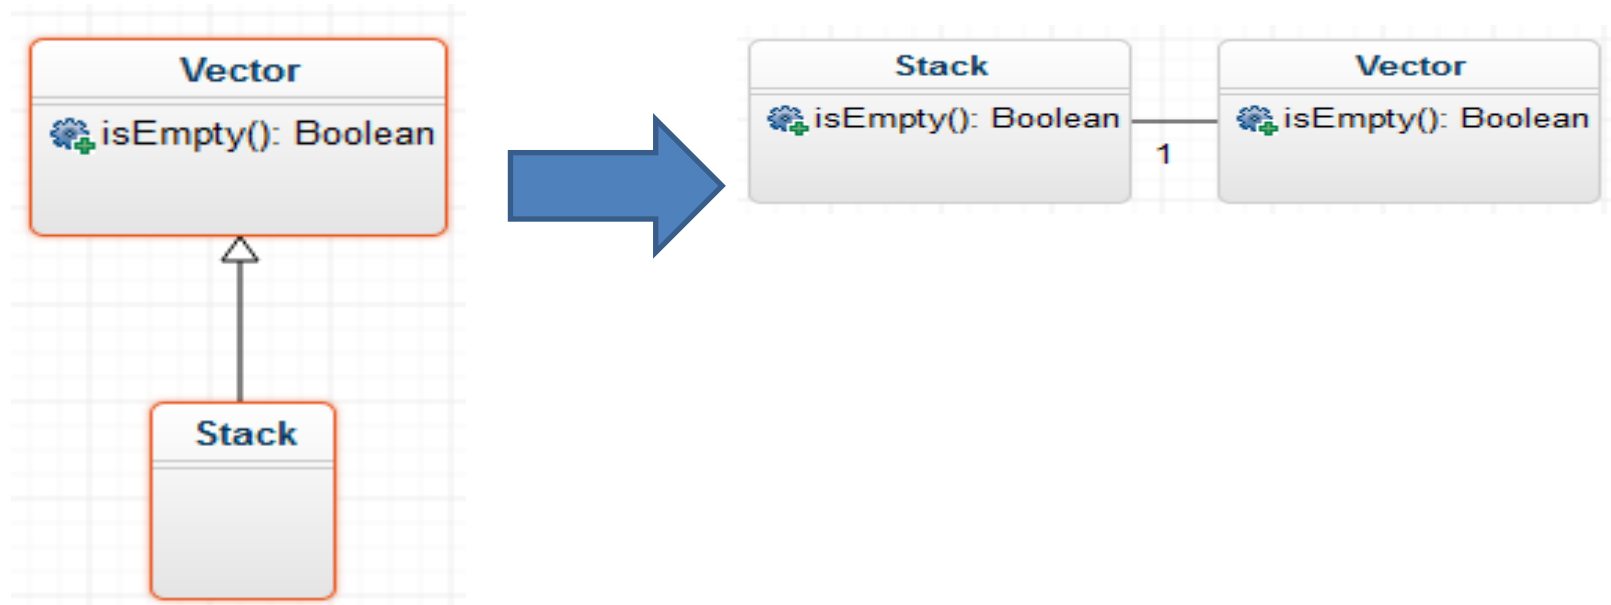 Vector
isEmpty(): Boolean
Stack
Stack
isEmpty(): Boolean
1
Vector
isEmpty(): Boolean